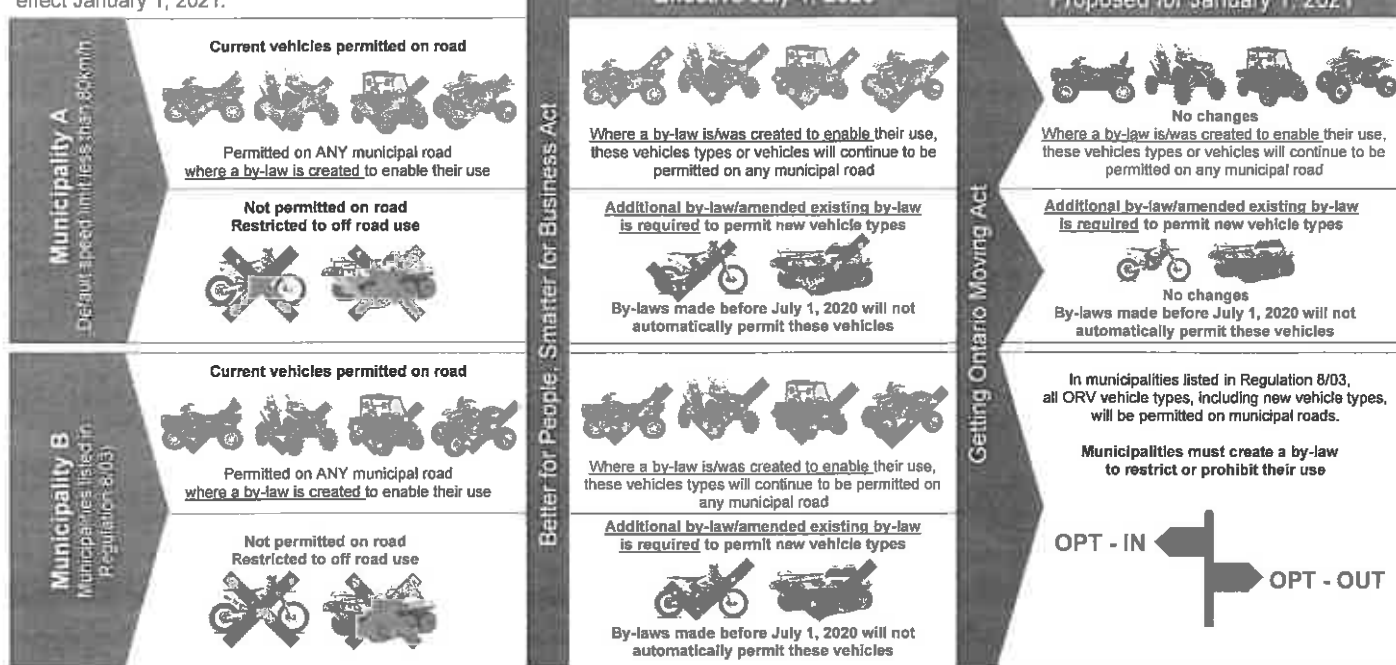 effect January 1, 2021.
Effective July 1, 2020
Proposed for January 1, 2021
Municipality A
Default speed limit less than 80km/h
Current vehicles permitted on road
Permitted on ANY municipal road
where a by-law is created to enable their use
Not permitted on road
Restricted to off road use
Better for People, Smarter for Business Act
Where a by-law is/was created to enable their use,
these vehicles types or vehicles will continue to be
permitted on any municipal road
Additional by-law/amended existing by-law
is required to permit new vehicle types
By-laws made before July 1, 2020 will not
automatically permit these vehicles
Getting Ontario Moving Act
No changes
Where a by-law is/was created to enable their use,
these vehicles types or vehicles will continue to be
permitted on any municipal road
Additional by-law/amended existing by-law
is required to permit new vehicle types
No changes
By-laws made before July 1, 2020 will not
automatically permit these vehicles
Municipality B
Municipalities listed in
Regulation 8/03)
Current vehicles permitted on road
Permitted on ANY municipal road
where a by-law is created to enable their use
Not permitted on road
Restricted to off road use
Where a by-law is/was created to enable their use,
these vehicles types will continue to be permitted on
any municipal road
Additional by-law/amended existing by-law
is required to permit new vehicle types
By-laws made before July 1, 2020 will not
automatically permit these vehicles
In municipalities listed in Regulation 8/03,
all ORV vehicle types, including new vehicle types,
will be permitted on municipal roads.
Municipalities must create a by-law
to restrict or prohibit their use
OPT - IN
OPT - OUT